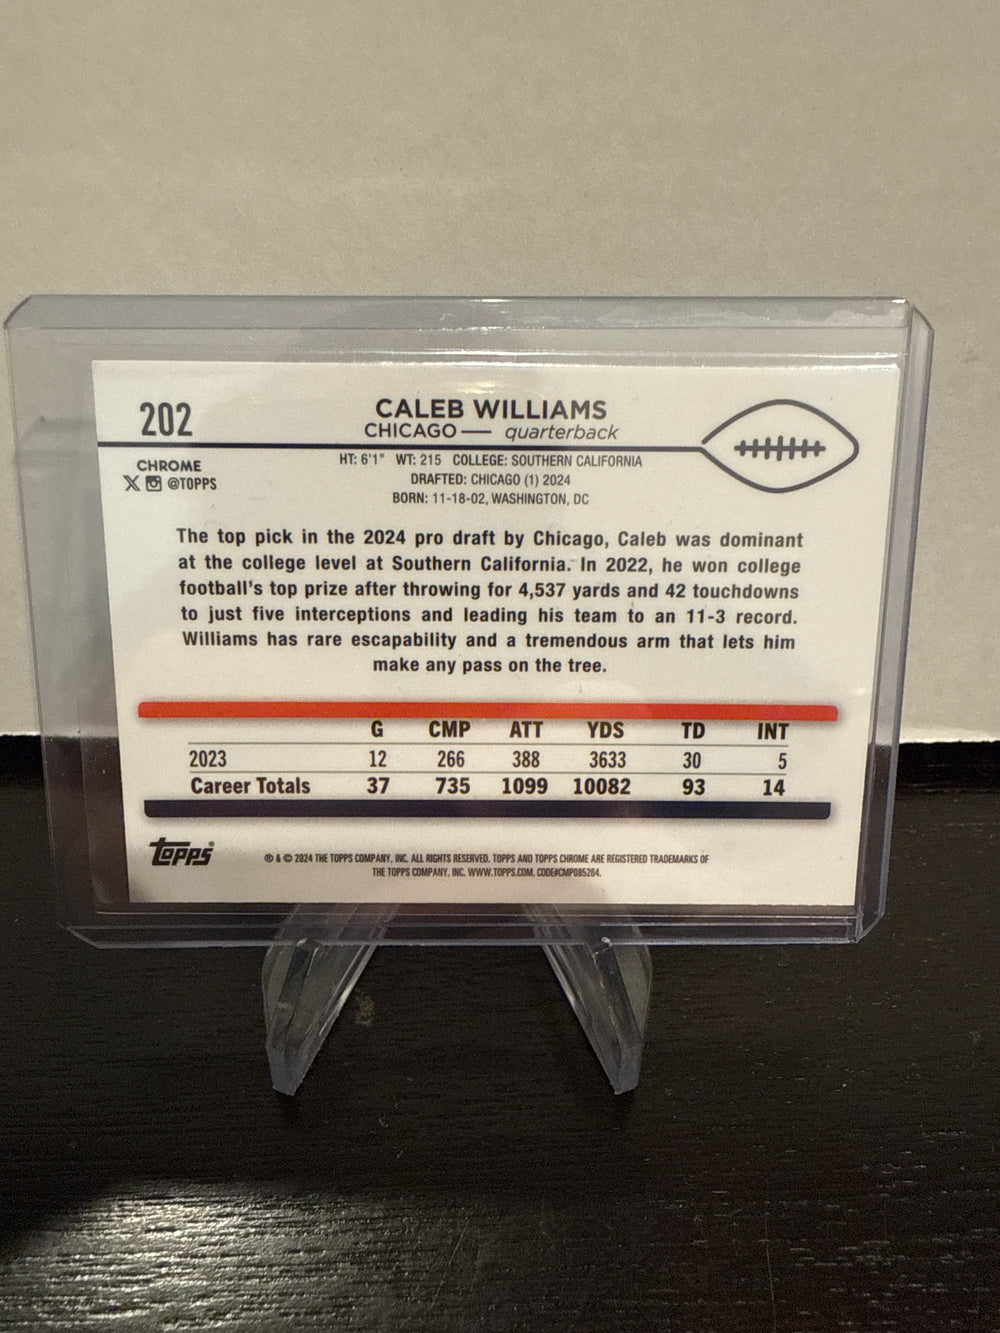 202
CALEB WILLIAMS
CHICAGO — quarterback
CHROME
@TOPPS
HT: 6'1" WT: 215 COLLEGE: SOUTHERN CALIFORNIA
DRAFTED: CHICAGO (1) 2024
BORN: 11-18-02, WASHINGTON, DC
The top pick in the 2024 pro draft by Chicago, Caleb was dominant
at the college level at Southern California. In 2022, he won college
football's top prize after throwing for 4,537 yards and 42 touchdowns
to just five interceptions and leading his team to an 11-3 record.
Williams has rare escapability and a tremendous arm that lets him
make any pass on the tree.
G CMP ATT YDS TD INT
2023 12 266 388 3633 30 5
Career Totals 37 735 1099 10082 93 14
Topps®
® & © 2024 THE TOPPS COMPANY, INC. ALL RIGHTS RESERVED. TOPPS AND TOPPS CHROME ARE REGISTERED TRADEMARKS OF
THE TOPPS COMPANY, INC. WWW.TOPPS.COM. CODE#CMP085284.